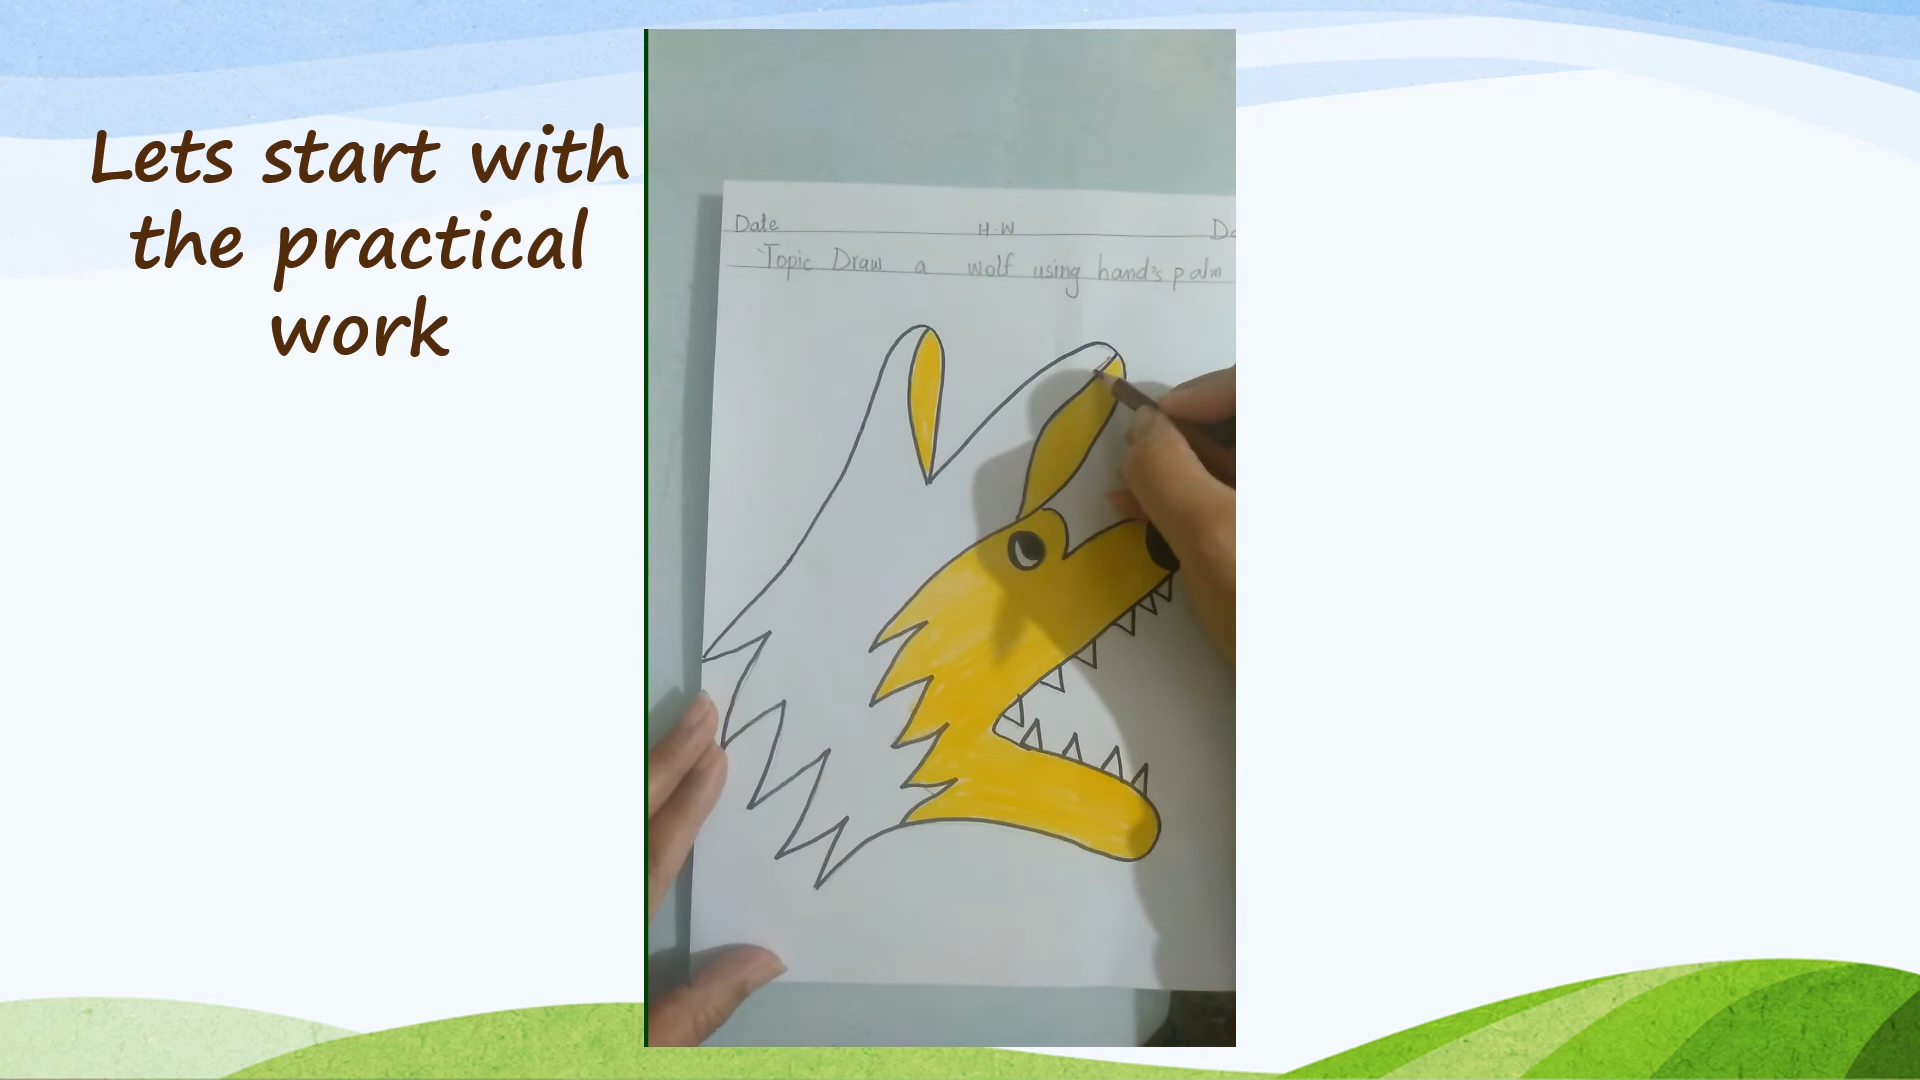 Lets start with
the practical
work
Date H.W
Topic Draw a wolf using hand's palm